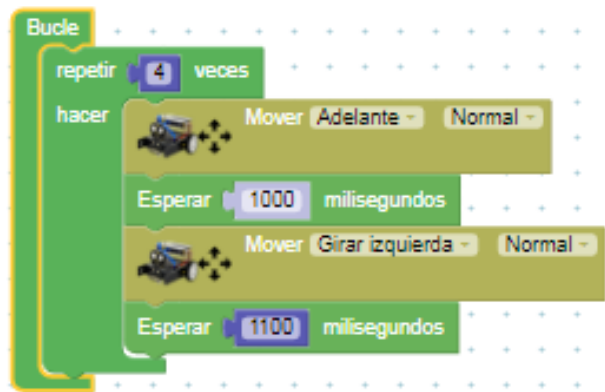 Bucle
repetir 4 veces
hacer
Mover Adelante Normal
Esperar 1000 milisegundos
Mover Girar izquierda Normal
Esperar 1100 milisegundos